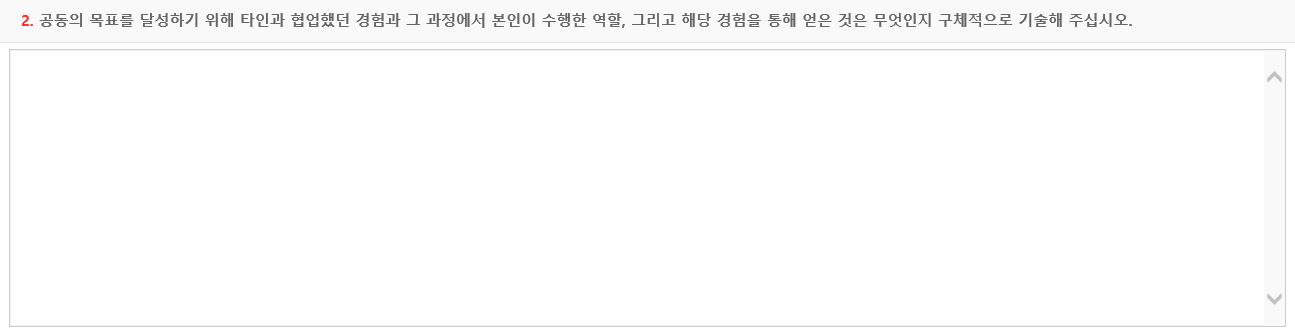 2. 공동의 목표를 달성하기 위해 타인과 협업했던 경험과 그 과정에서 본인이 수행한 역할, 그리고 해당 경험을 통해 얻은 것은 무엇인지 구체적으로 기술해 주십시오.